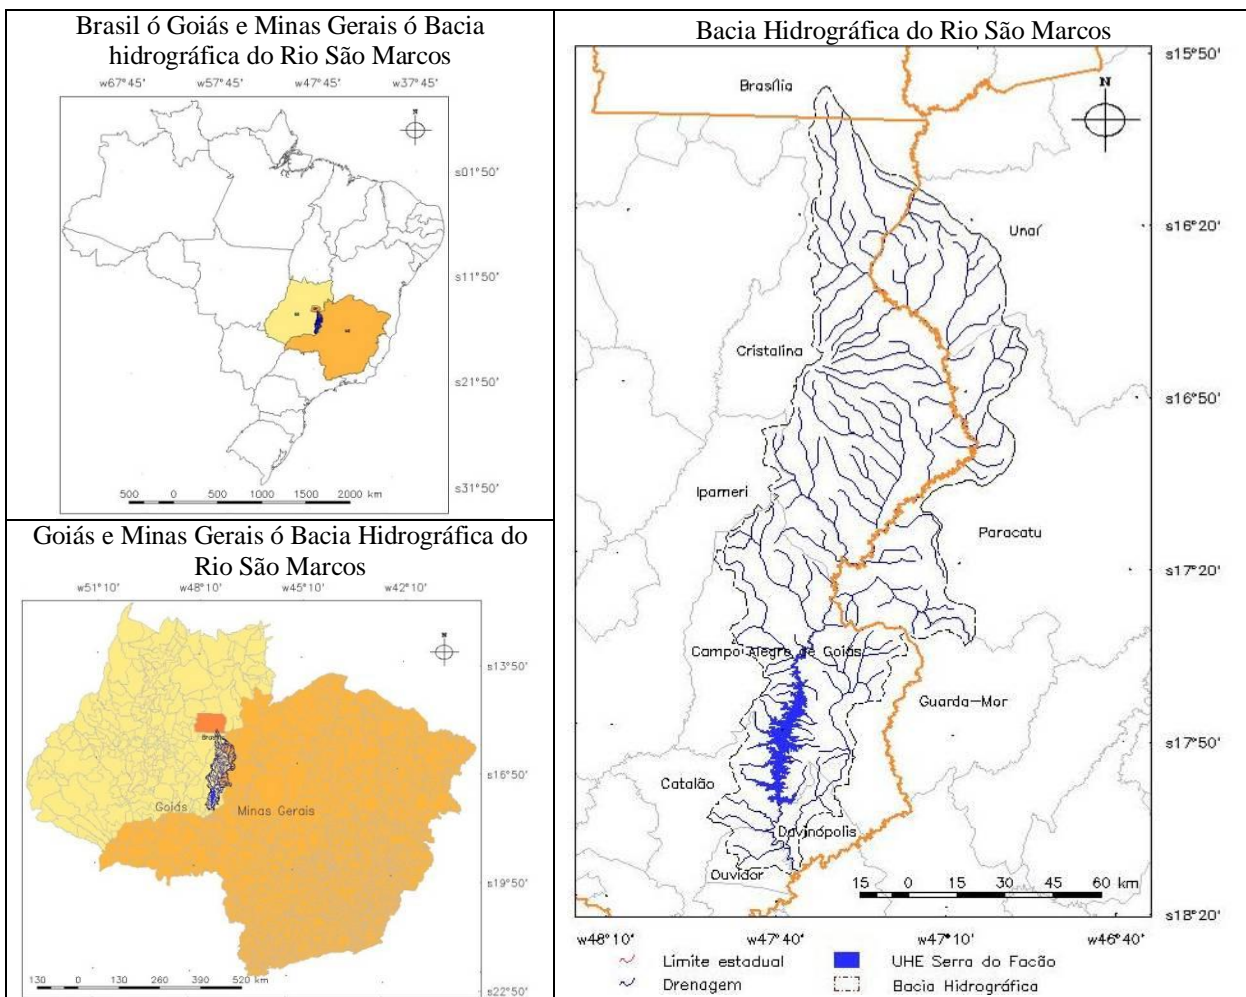 Brasil ó Goiás e Minas Gerais ó Bacia
hidrográfica do Rio São Marcos
w67°45' w57°45' w47°45' w37°45'
N
s01°50'
s11°50'
s21°50'
s31°50'
500 0 500 1000 1500 2000 km
Goiás e Minas Gerais ó Bacia Hidrográfica do
Rio São Marcos
w51°10' w48°10' w45°10' w42°10'
s13°50'
s16°50'
Goiás
Minas Gerais
s19°50'
130 0 130 260 390 520 km
s22°50'
Bacia Hidrográfica do Rio São Marcos
s15°50'
Brasília
N
Unaí
s16°20'
Cristalina
s16°50'
Ipameri
Paracatu
s17°20'
Campo Alegre de Goiás
Guarda-Mor
s17°50'
Catalão
Davinópolis
Ouvidor
15 0 15 30 45 60 km
s18°20'
w48°10' w47°40' w47°10' w46°40'
Limite estadual
UHE Serra do Facão
Drenagem
Bacia Hidrográfica